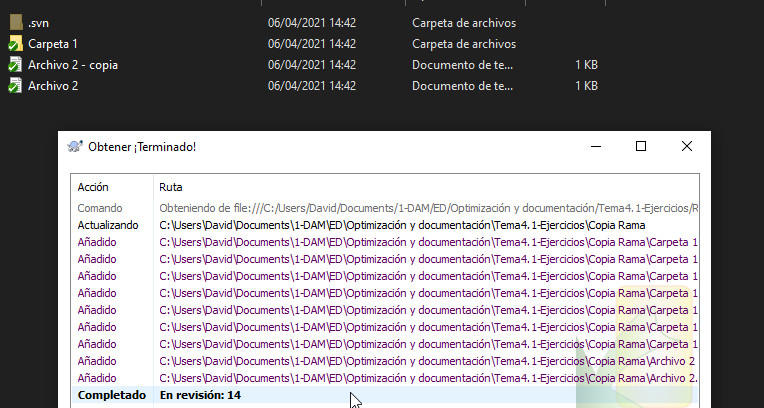 .svn 06/04/2021 14:42 Carpeta de archivos
Carpeta 1 06/04/2021 14:42 Carpeta de archivos
Archivo 2 - copia 06/04/2021 14:42 Documento de te... 1 KB
Archivo 2 06/04/2021 14:42 Documento de te... 1 KB
Obtener ¡Terminado!
Acción Ruta
Comando Obteniendo de file:///C:/Users/David/Documents/1-DAM/ED/Optimización y documentación/Tema4.1-Ejercicios/R
Actualizando C:\Users\David\Documents\1-DAM\ED\Optimización y documentación\Tema4.1-Ejercicios\Copia Rama
Añadido C:\Users\David\Documents\1-DAM\ED\Optimización y documentación\Tema4.1-Ejercicios\Copia Rama\Carpeta 1
Añadido C:\Users\David\Documents\1-DAM\ED\Optimización y documentación\Tema4.1-Ejercicios\Copia Rama\Carpeta 1
Añadido C:\Users\David\Documents\1-DAM\ED\Optimización y documentación\Tema4.1-Ejercicios\Copia Rama\Carpeta 1
Añadido C:\Users\David\Documents\1-DAM\ED\Optimización y documentación\Tema4.1-Ejercicios\Copia Rama\Carpeta 1
Añadido C:\Users\David\Documents\1-DAM\ED\Optimización y documentación\Tema4.1-Ejercicios\Copia Rama\Carpeta 1
Añadido C:\Users\David\Documents\1-DAM\ED\Optimización y documentación\Tema4.1-Ejercicios\Copia Rama\Carpeta 1
Añadido C:\Users\David\Documents\1-DAM\ED\Optimización y documentación\Tema4.1-Ejercicios\Copia Rama\Carpeta 1
Añadido C:\Users\David\Documents\1-DAM\ED\Optimización y documentación\Tema4.1-Ejercicios\Copia Rama\Archivo 2
Añadido C:\Users\David\Documents\1-DAM\ED\Optimización y documentación\Tema4.1-Ejercicios\Copia Rama\Archivo 2.
Completado En revisión: 14